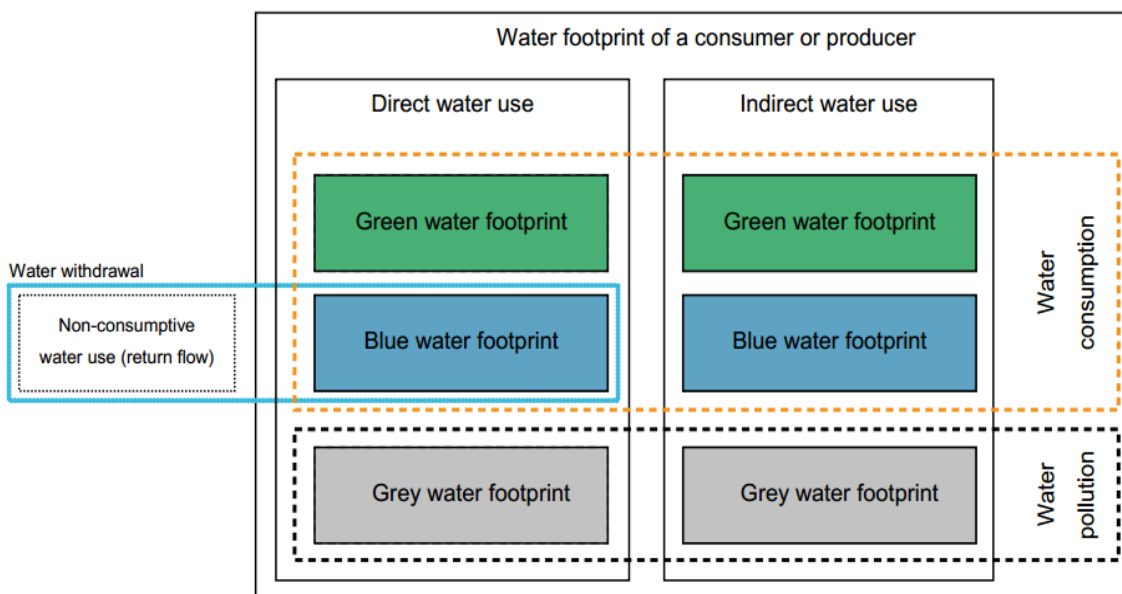 Water footprint of a consumer or producer
Direct water use
Indirect water use
Green water footprint
Green water footprint
Water
consumption
Water withdrawal
Non-consumptive
water use (return flow)
Blue water footprint
Blue water footprint
Grey water footprint
Grey water footprint
Water
pollution